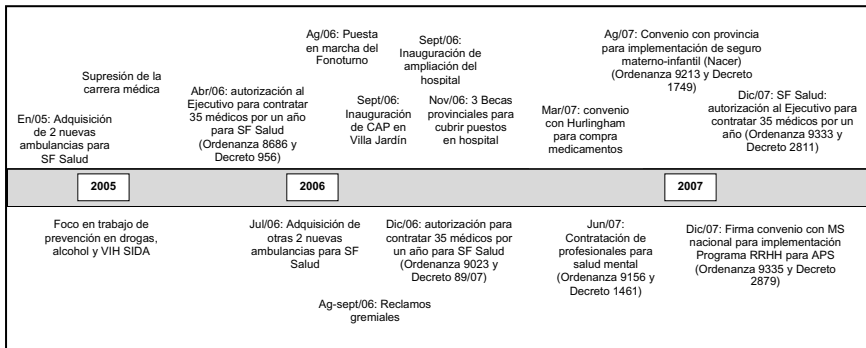 Supresión de la
carrera médica
En/05: Adquisición
de 2 nuevas
ambulancias para
SF Salud
Abr/06: autorización al
Ejecutivo para contratar
35 médicos por un año
para SF Salud
(Ordenanza 8686 y
Decreto 956)
Ag/06: Puesta
en marcha del
Fonoturno
Sept/06:
Inauguración
de CAP en
Villa Jardín
Sept/06:
Inauguración de
ampliación del
hospital
Nov/06: 3 Becas
provinciales para
cubrir puestos
en hospital
Mar/07: convenio
con Hurlingham
para compra
medicamentos
Ag/07: Convenio con provincia
para implementación de seguro
materno-infantil (Nacer)
(Ordenanza 9213 y Decreto
1749)
Dic/07: SF Salud:
autorización al Ejecutivo para
contratar 35 médicos por un
año (Ordenanza 9333 y
Decreto 2811)
2005
2006
2007
Foco en trabajo de
prevención en drogas,
alcohol y VIH SIDA
Jul/06: Adquisición de
otras 2 nuevas
ambulancias para SF
Salud
Ag-sept/06: Reclamos
gremiales
Dic/06: autorización para
contratar 35 médicos por
un año para SF Salud
(Ordenanza 9023 y
Decreto 89/07)
Jun/07:
Contratación de
profesionales para
salud mental
(Ordenanza 9156 y
Decreto 1461)
Dic/07: Firma convenio con MS
nacional para implementación
Programa RRHH para APS
(Ordenanza 9335 y Decreto
2879)